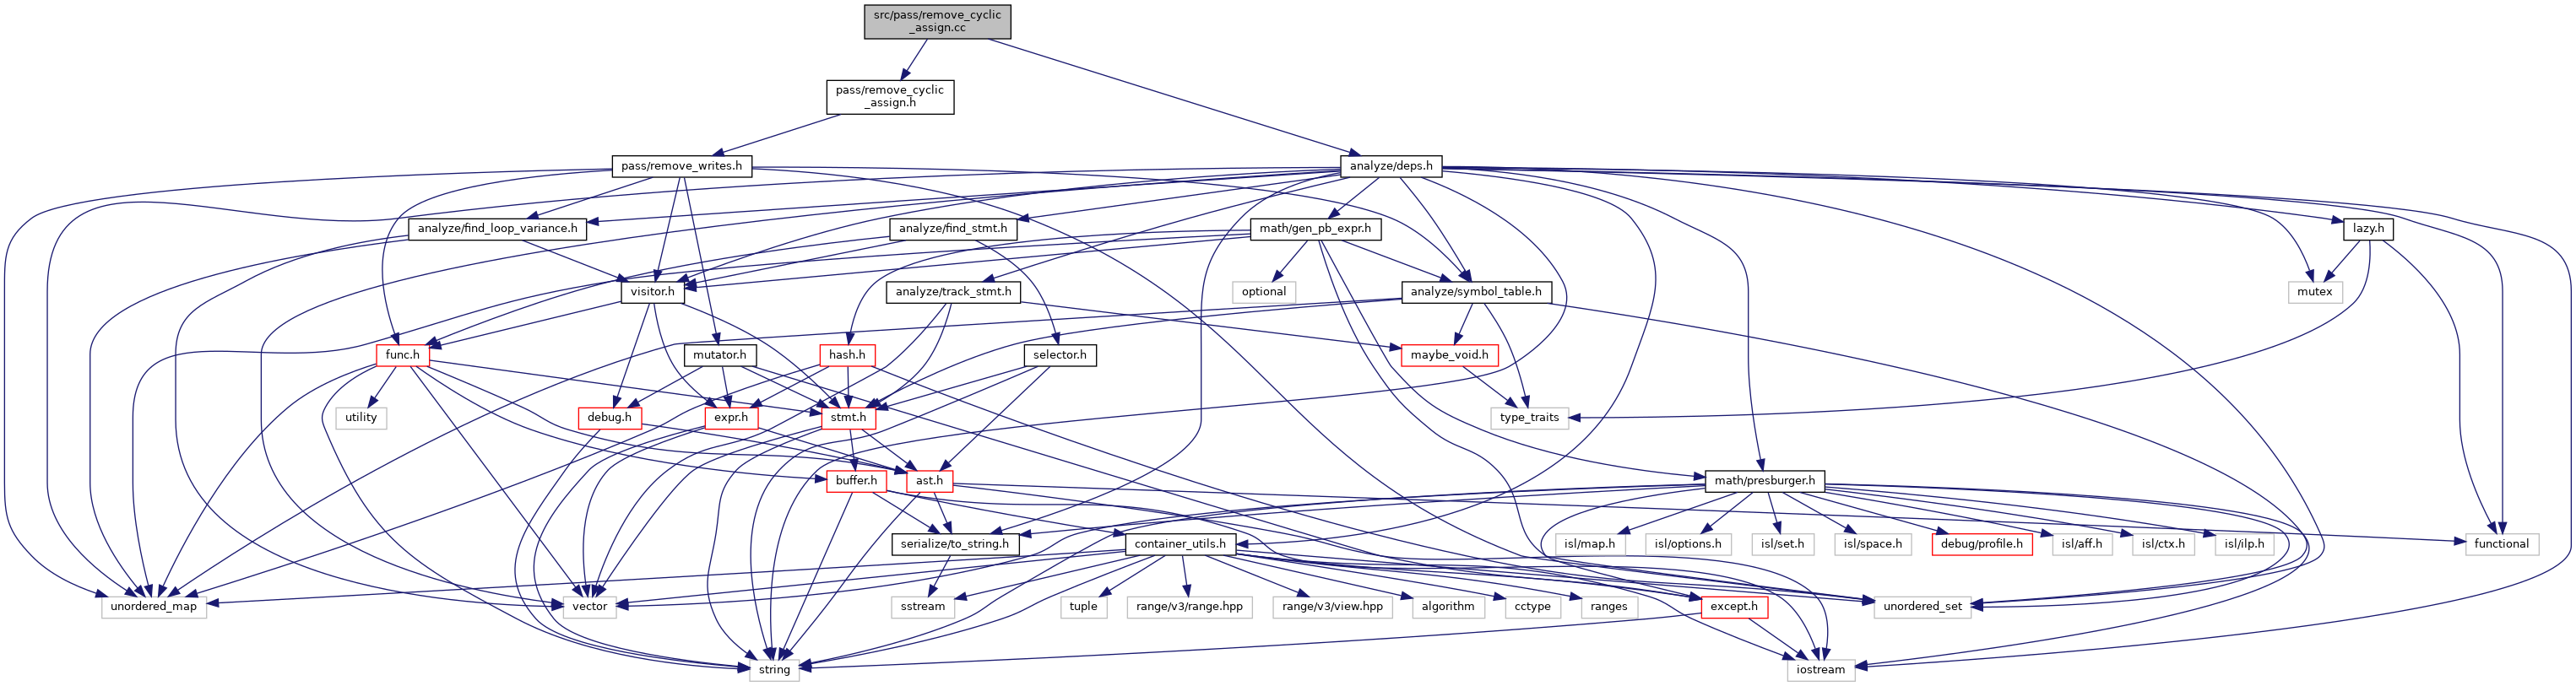 src/pass/remove_cyclic
_assign.cc
pass/remove_cyclic
_assign.h
pass/remove_writes.h
analyze/deps.h
analyze/find_loop_variance.h
analyze/find_stmt.h
math/gen_pb_expr.h
lazy.h
visitor.h
analyze/track_stmt.h
optional
analyze/symbol_table.h
mutex
func.h
mutator.h
hash.h
selector.h
maybe_void.h
utility
debug.h
expr.h
stmt.h
type_traits
buffer.h
ast.h
math/presburger.h
serialize/to_string.h
container_utils.h
isl/map.h
isl/options.h
isl/set.h
isl/space.h
debug/profile.h
isl/aff.h
isl/ctx.h
isl/ilp.h
functional
unordered_map
vector
sstream
tuple
range/v3/range.hpp
range/v3/view.hpp
algorithm
cctype
ranges
except.h
unordered_set
string
iostream